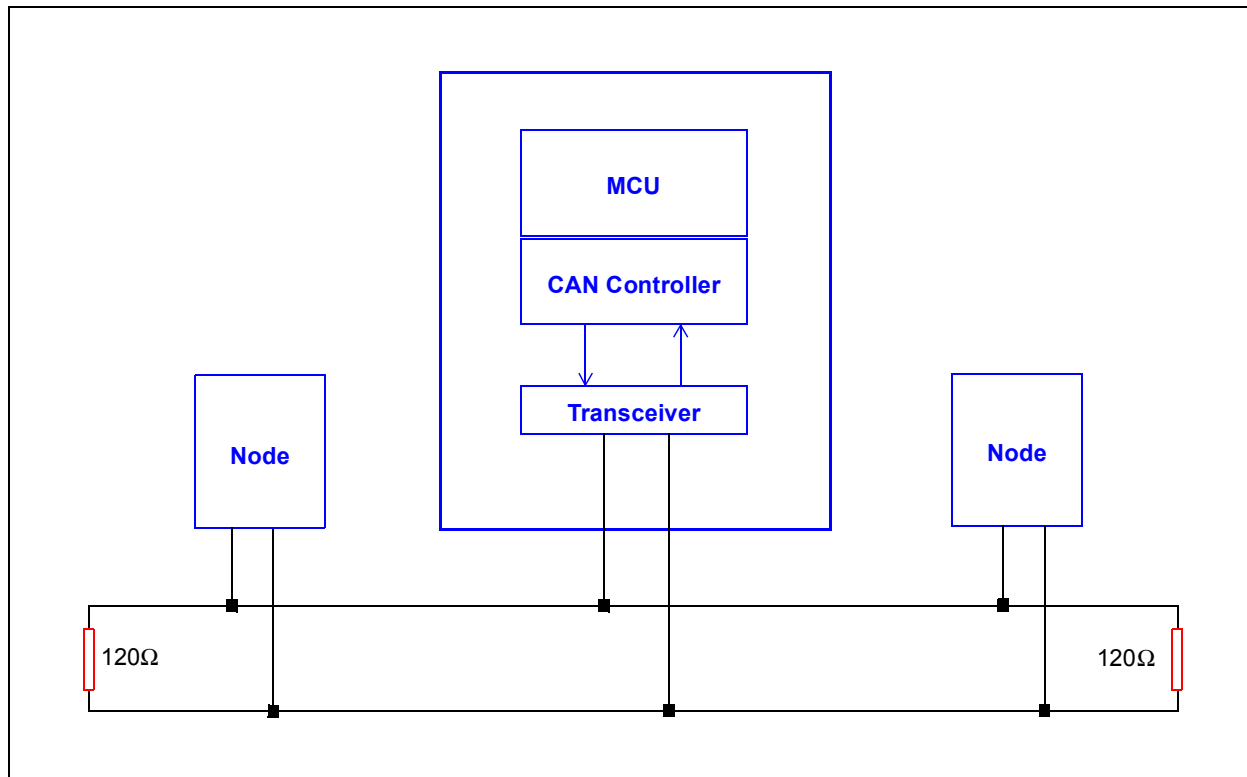 MCU
CAN Controller
Transceiver
Node
Node
120Ω
120Ω